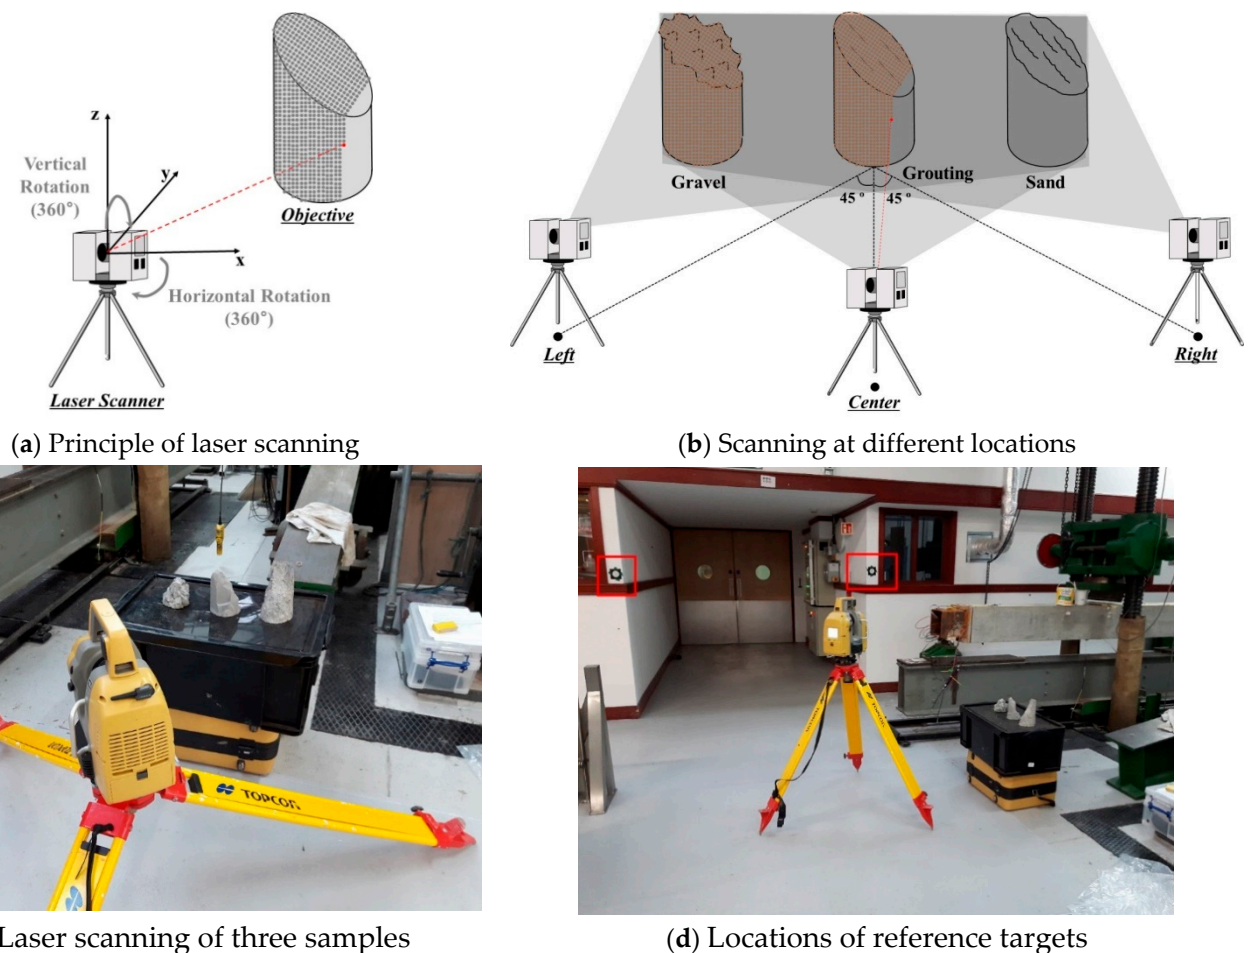 z
Vertical
Rotation
(360°)
y
x
Objective
Horizontal Rotation
(360°)
Laser Scanner
(a) Principle of laser scanning
Gravel
Grouting
Sand
45 °
45 °
Left
Center
Right
(b) Scanning at different locations
TOPCON
Laser scanning of three samples
TOPCON
(d) Locations of reference targets